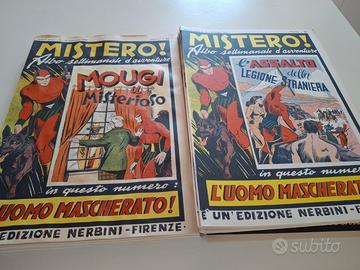 MISTERO!
Albo settimanale d'avventure
MOUGI
il
Misterioso
in questo numero:
L'UOMO MASCHERATO!
EDIZIONE NERBINI - FIRENZE
MISTERO!
Albo settimanale d'avventure
L'ASSALTO
della
LEGIONE STRANIERA
in questo numero
L'UOMO MASCHERATO!
E' UN'EDIZIONE NERBINI -
subito